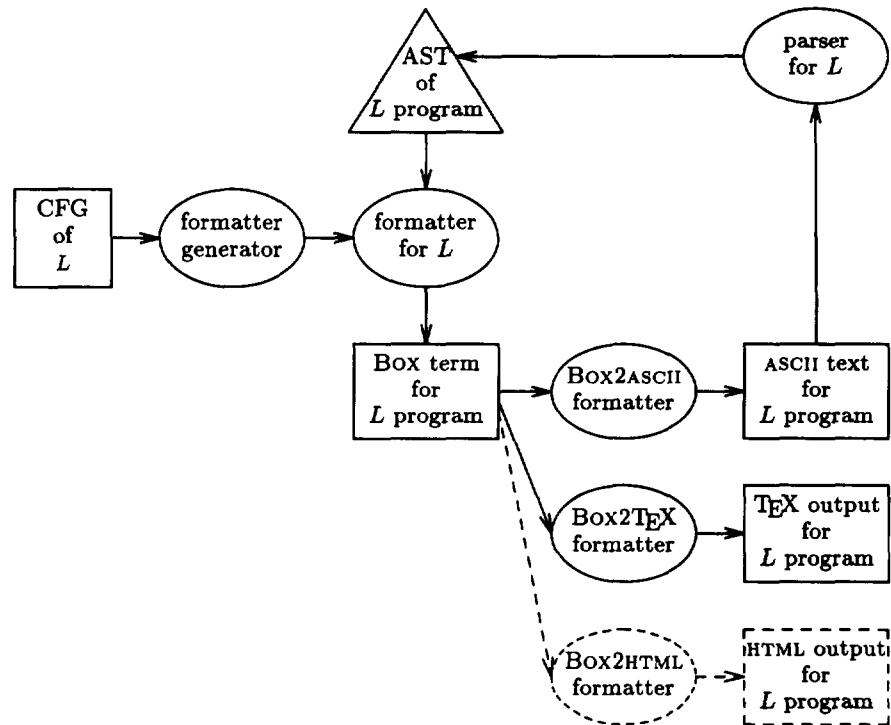 AST
of
L program
parser
for L
CFG
of
L
formatter
generator
formatter
for L
BOX term
for
L program
BOX2ASCII
formatter
ASCII text
for
L program
BOX2TEX
formatter
TEX output
for
L program
BOX2HTML
formatter
HTML output
for
L program